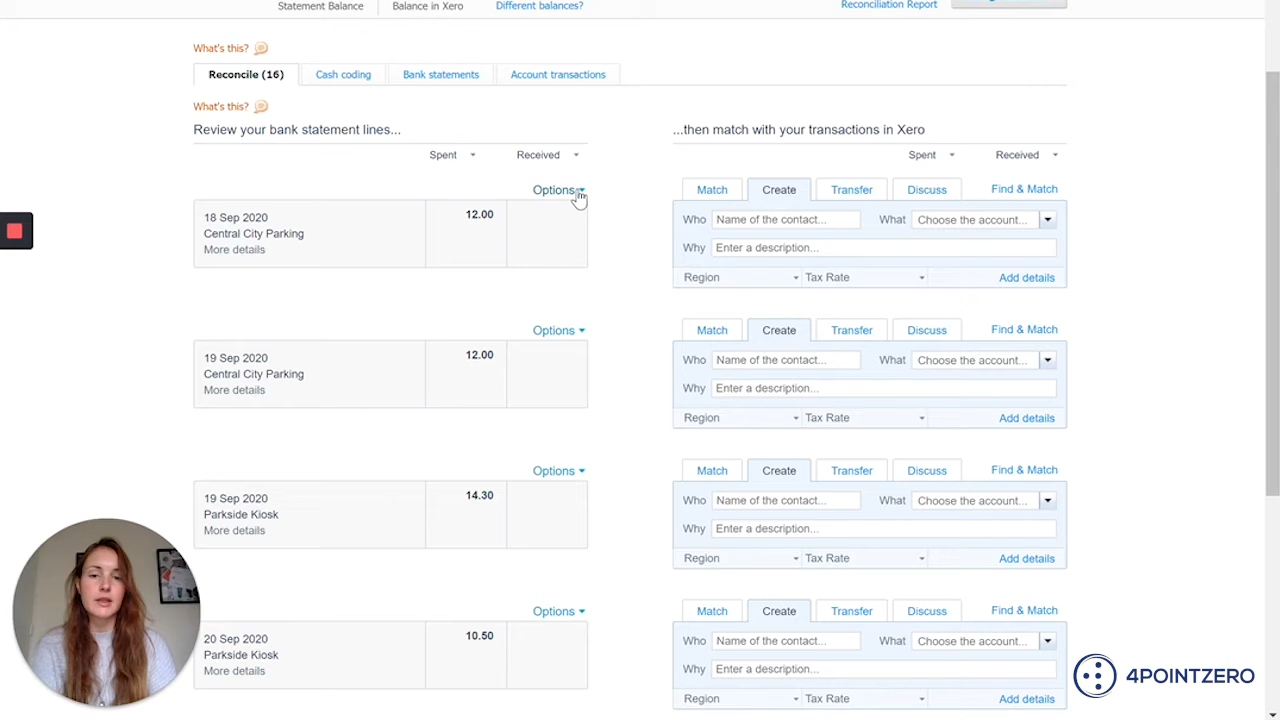 Statement Balance Balance in Xero Different balances? Reconciliation Report
What's this?
Reconcile (16) Cash coding Bank statements Account transactions
What's this?
Review your bank statement lines... ...then match with your transactions in Xero
Spent Received Spent Received
Options Match Create Transfer Discuss Find & Match
18 Sep 2020 12.00 Who Name of the contact... What Choose the account...
Central City Parking
More details Why Enter a description...
Region Tax Rate Add details
Options Match Create Transfer Discuss Find & Match
19 Sep 2020 12.00 Who Name of the contact... What Choose the account...
Central City Parking
More details Why Enter a description...
Region Tax Rate Add details
Options Match Create Transfer Discuss Find & Match
19 Sep 2020 14.30 Who Name of the contact... What Choose the account...
Parkside Kiosk
More details Why Enter a description...
Region Tax Rate Add details
Options Match Create Transfer Discuss Find & Match
20 Sep 2020 10.50 Who Name of the contact... What Choose the account...
Parkside Kiosk
More details Why Enter a description...
Region Tax Rate Add details
4POINTZERO